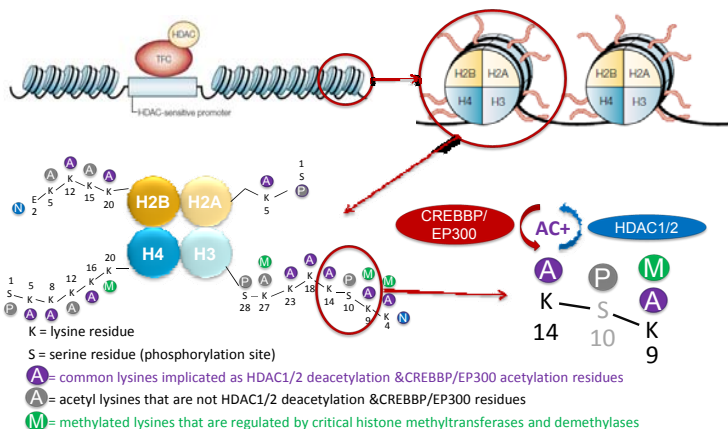 HDAC
TFC
HDAC-sensitive promoter
H2B H2A
H4 H3
H2B H2A
H4 H3
A A A A
N E K K K K
2 5 12 15 20
H2B H2A
A
K
5
1
S
P
CREBBP/
EP300
AC+
HDAC1/2
H4 H3
20
K
16
K
12
K
8
K
5
K
1
S
P A A A A A M
M A A A P M M
P A A A N
S K K K K S K K
28 27 23 18 14 10 9 4
A P M
A
K S K
14 10 9
K = lysine residue
S = serine residue (phosphorylation site)
A = common lysines implicated as HDAC1/2 deacetylation &CREBBP/EP300 acetylation residues
A = acetyl lysines that are not HDAC1/2 deacetylation &CREBBP/EP300 residues
M = methylated lysines that are regulated by critical histone methyltransferases and demethylases